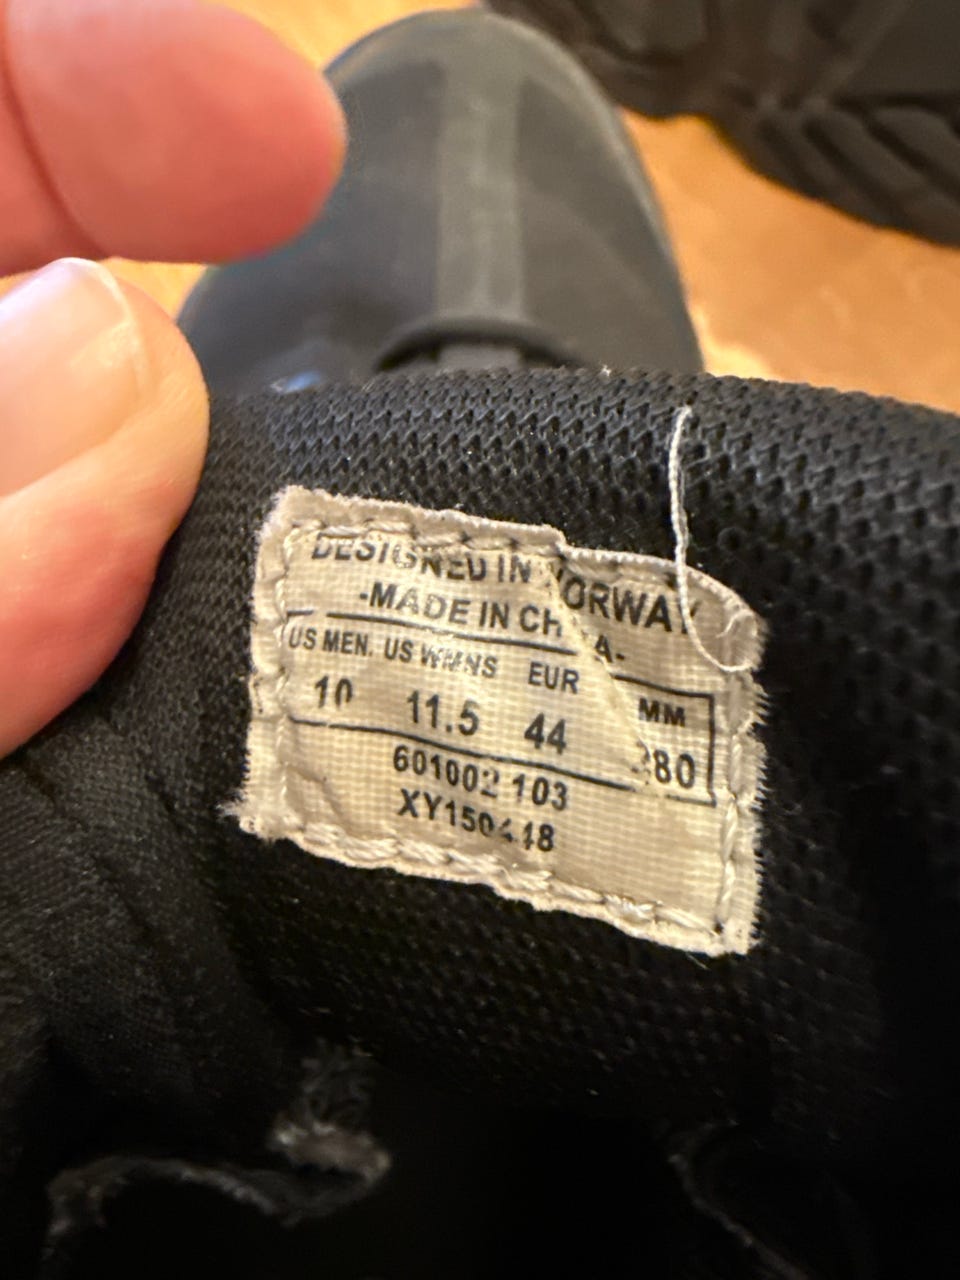 DESIGNED IN NORWAY
-MADE IN CHINA-
US MEN. US WMNS EUR MM
10 11.5 44 280
601002 103